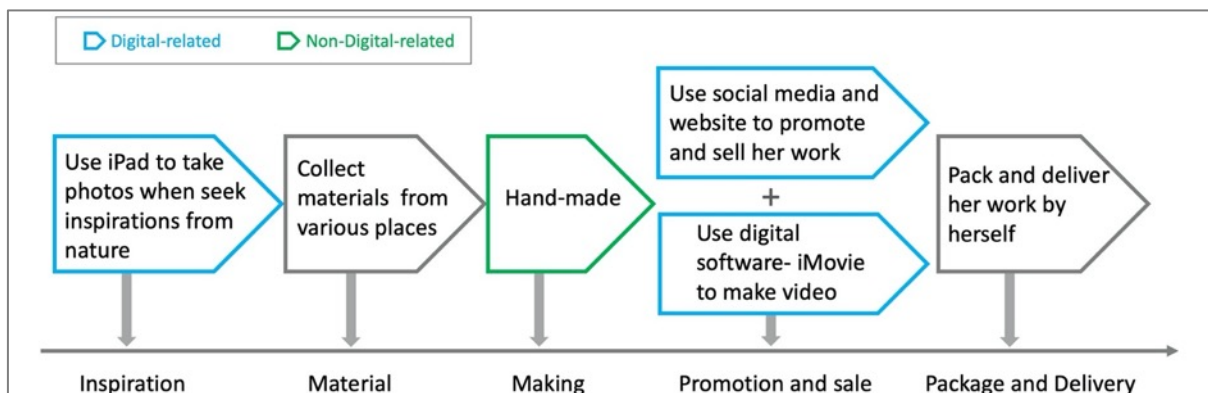 Digital-related
Non-Digital-related
Use iPad to take
photos when seek
inspirations from
nature
Collect
materials from
various places
Hand-made
Use social media and
website to promote
and sell her work
+
Use digital
software- iMovie
to make video
Pack and deliver
her work by
herself
Inspiration
Material
Making
Promotion and sale
Package and Delivery